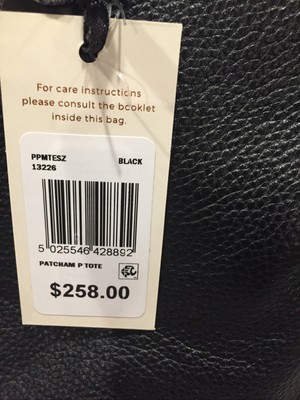 For care instructions
please consult the booklet
inside this bag.
PPMTESZ BLACK
13226
5 025546 428892
PATCHAM P TOTE
$258.00